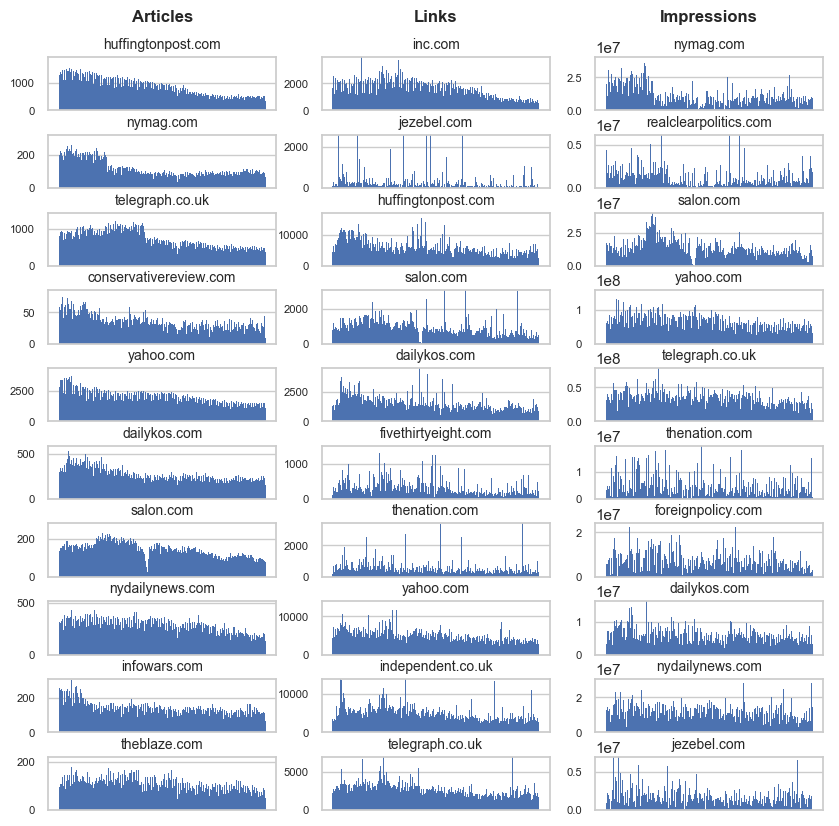 Articles Links Impressions
huffingtonpost.com inc.com nymag.com
1e7
1000
0
2000
0
2.5
0.0
nymag.com jezebel.com realclearpolitics.com
1e7
200
0
2000
0
0.5
0.0
telegraph.co.uk huffingtonpost.com salon.com
1e7
1000
0
10000
0
2.5
0.0
conservativereview.com salon.com yahoo.com
1e8
50
0
2000
0
1
0
yahoo.com dailykos.com telegraph.co.uk
1e8
2500
0
2500
0
0.5
0.0
dailykos.com fivethirtyeight.com thenation.com
1e7
500
0
1000
0
1
0
salon.com thenation.com foreignpolicy.com
1e7
200
0
2000
0
2
0
nydailynews.com yahoo.com dailykos.com
1e7
500
0
10000
0
1
0
infowars.com independent.co.uk nydailynews.com
1e7
200
0
10000
0
2
0
theblaze.com telegraph.co.uk jezebel.com
1e7
200
0
5000
0
0.5
0.0